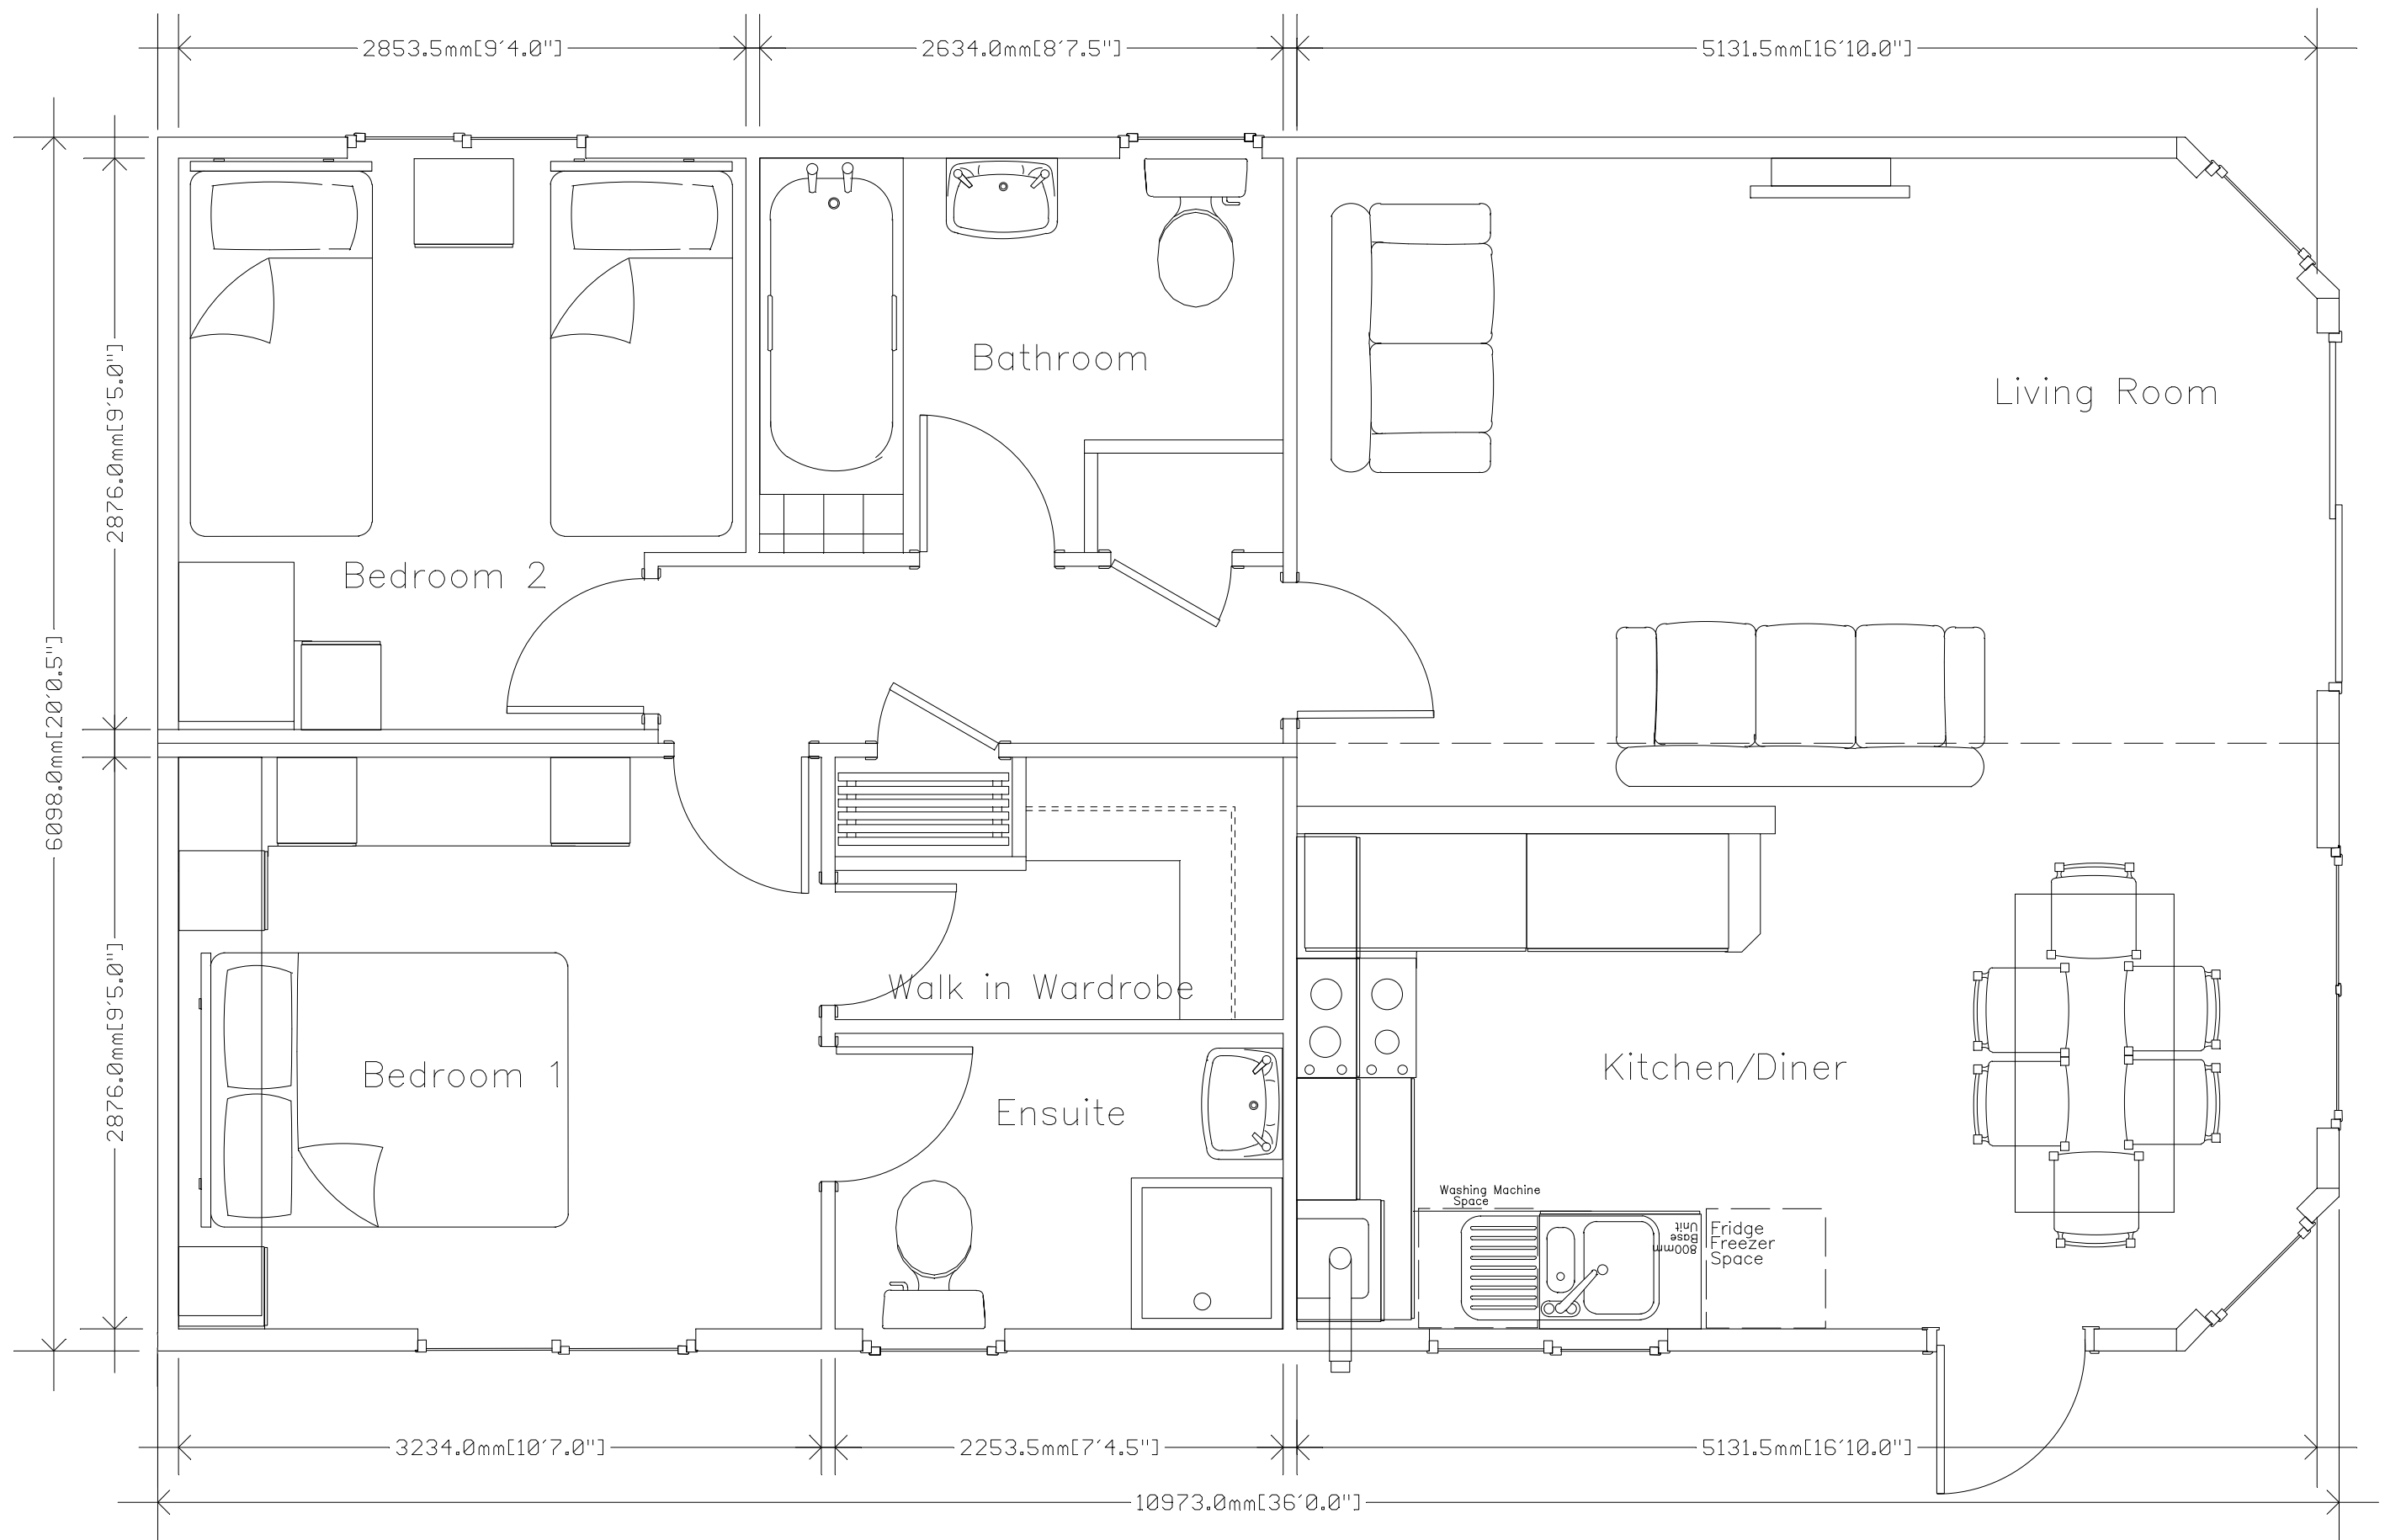 2853.5mm[9´4.0"]
2634.0mm[8´7.5"]
5131.5mm[16´10.0"]
2876.0mm[9´5.0"]
6098.0mm[20´0.5"]
Bathroom
Living Room
Bedroom 2
2876.0mm[9´5.0"]
Walk in Wardrobe
Bedroom 1
Ensuite
Kitchen/Diner
Washing Machine
Space
800mm
Base
Unit
Fridge
Freezer
Space
3234.0mm[10´7.0"]
2253.5mm[7´4.5"]
5131.5mm[16´10.0"]
10973.0mm[36´0.0"]